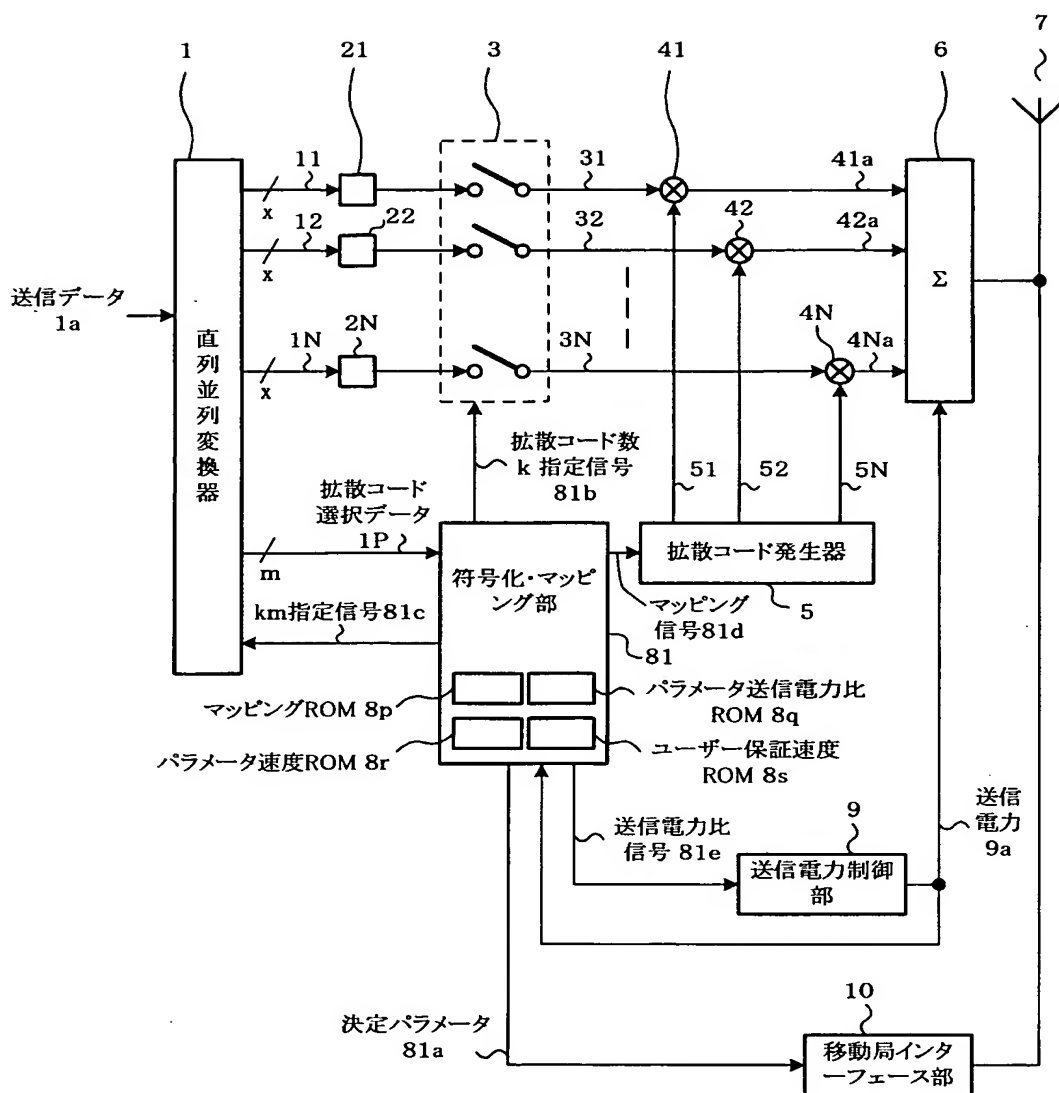 7
1
21
3
41
6
11
31
41a
x
12
22
32
42
42a
x
送信データ
1a
Σ
1N
2N
3N
4N
4Na
x
直列並列変換器
拡散コード数
k 指定信号
81b
51
52
5N
拡散コード
選択データ
1P
m
拡散コード発生器
5
符号化・マッピ
ング部
マッピング
信号81d
km指定信号81c
81
マッピングROM 8p
パラメータ送信電力比
ROM 8q
パラメータ速度ROM 8r
ユーザー保証速度
ROM 8s
送信電力比
信号 81e
9
送信電力制御
部
送信
電力
9a
決定パラメータ
81a
10
移動局インタ
ーフェース部